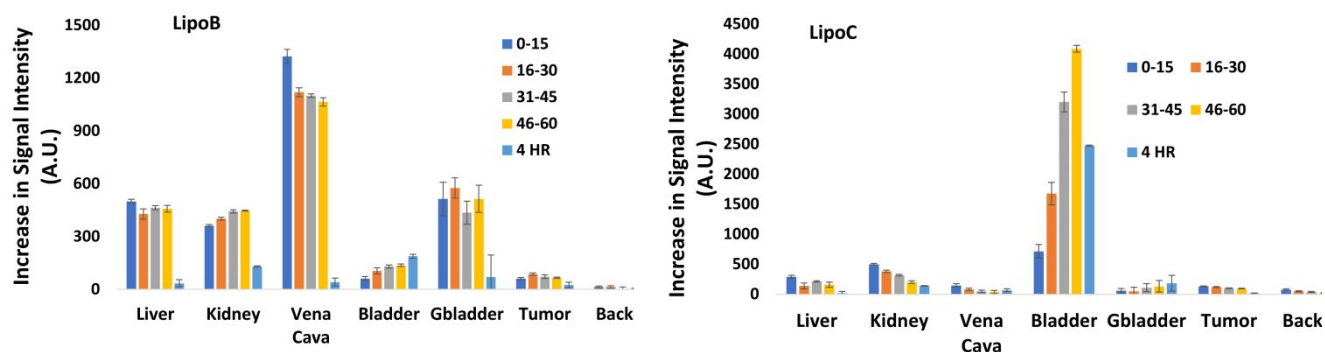 LipoB
Increase in Signal Intensity
(A.U.)
1500
1200
900
600
300
0
0-15
16-30
31-45
46-60
4 HR
Liver
Kidney
Vena
Cava
Bladder
Gbladder
Tumor
Back
LipoC
Increase in Signal Intensity
(A.U.)
4500
4000
3500
3000
2500
2000
1500
1000
500
0
0-15 16-30
31-45 46-60
4 HR
Liver
Kidney
Vena
Cava
Bladder
Gbladder
Tumor
Back